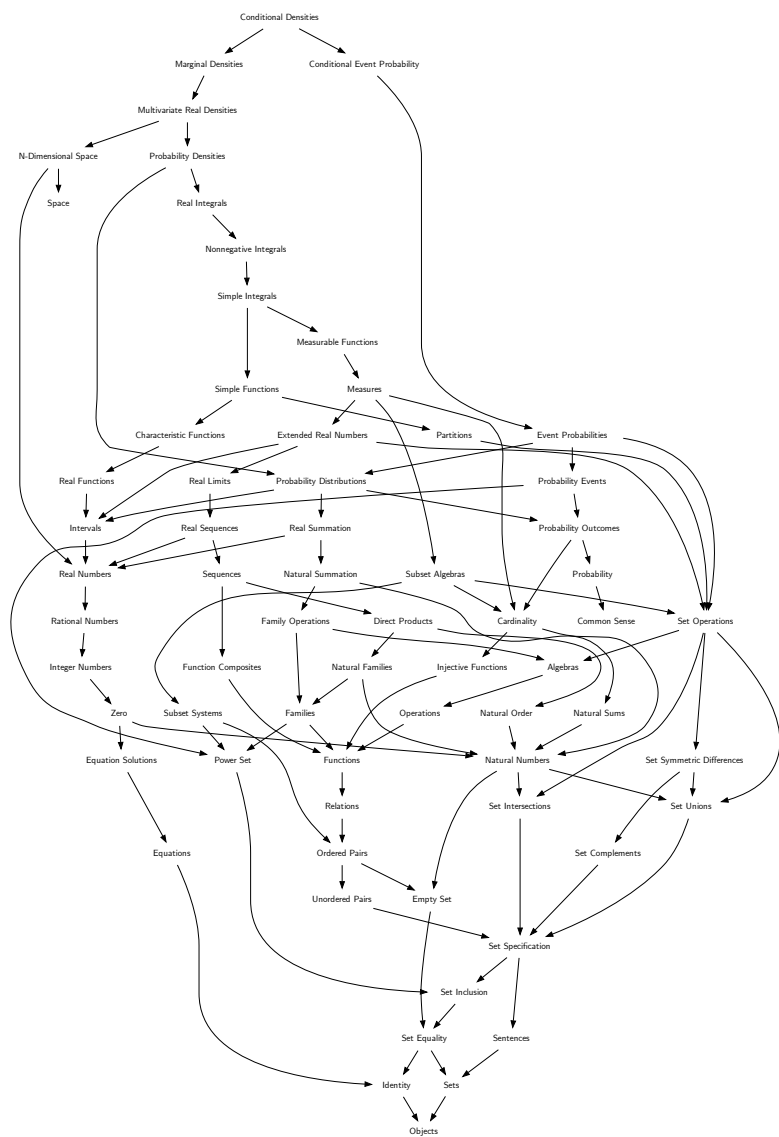 Conditional Densities
Marginal Densities
Conditional Event Probability
Multivariate Real Densities
N-Dimensional Space
Probability Densities
Space
Real Integrals
Nonnegative Integrals
Simple Integrals
Measurable Functions
Simple Functions
Measures
Characteristic Functions
Extended Real Numbers
Partitions
Event Probabilities
Real Functions
Real Limits
Probability Distributions
Probability Events
Intervals
Real Sequences
Real Summation
Probability Outcomes
Real Numbers
Sequences
Natural Summation
Subset Algebras
Probability
Rational Numbers
Family Operations
Direct Products
Cardinality
Common Sense
Set Operations
Integer Numbers
Function Composites
Natural Families
Injective Functions
Algebras
Zero
Subset Systems
Families
Operations
Natural Order
Natural Sums
Equation Solutions
Power Set
Functions
Natural Numbers
Set Symmetric Differences
Relations
Set Intersections
Set Unions
Equations
Ordered Pairs
Set Complements
Unordered Pairs
Empty Set
Set Specification
Set Inclusion
Set Equality
Sentences
Identity
Sets
Objects